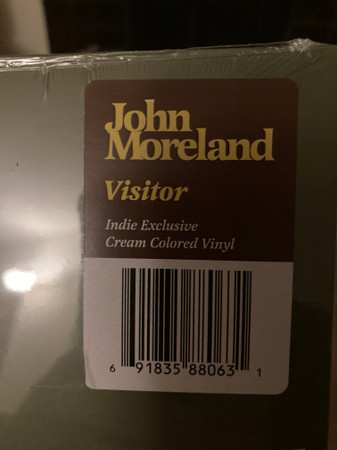 John
Moreland
Visitor
Indie Exclusive
Cream Colored Vinyl
6 91835 88063 1